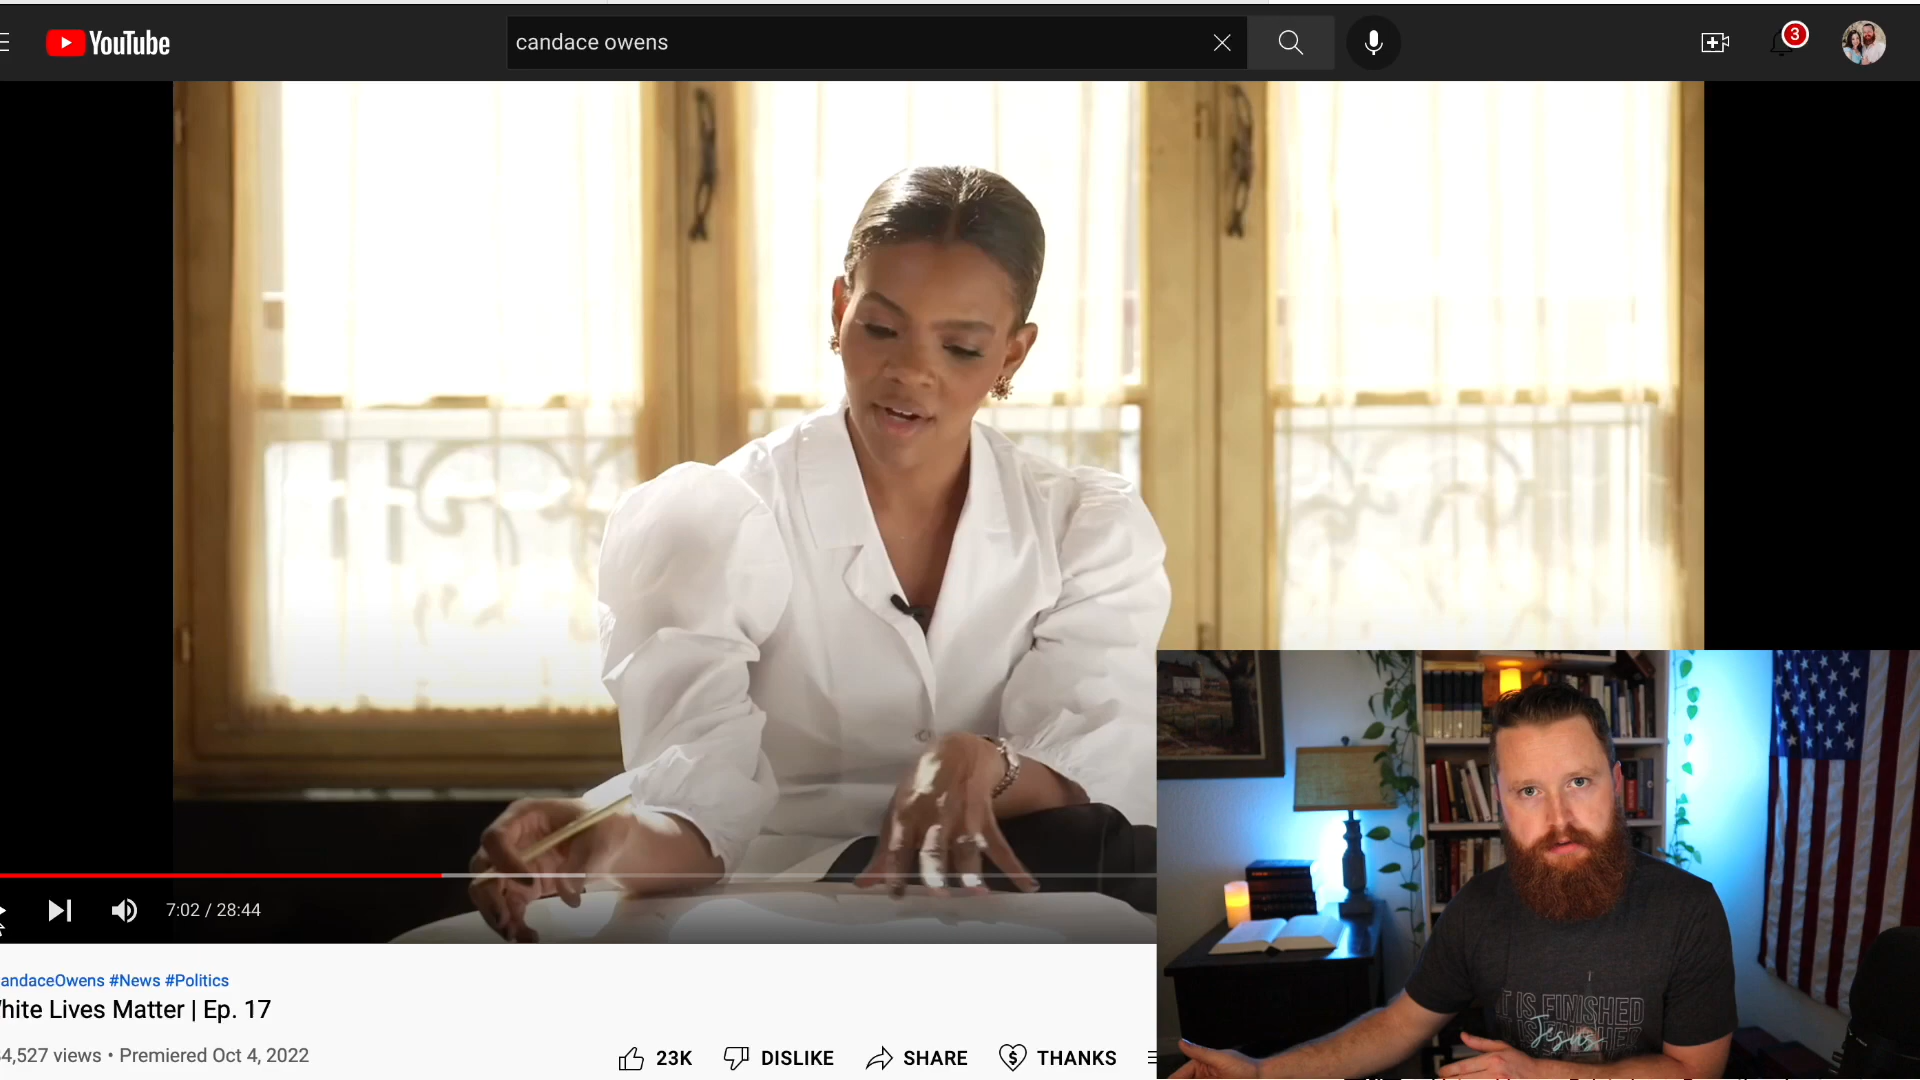 YouTube
candace owens
3
7:02 / 28:44
andaceOwens #News #Politics
hite Lives Matter | Ep. 17
4,527 views • Premiered Oct 4, 2022
23K
DISLIKE
SHARE
THANKS
IT IS FINISHED
Jesus